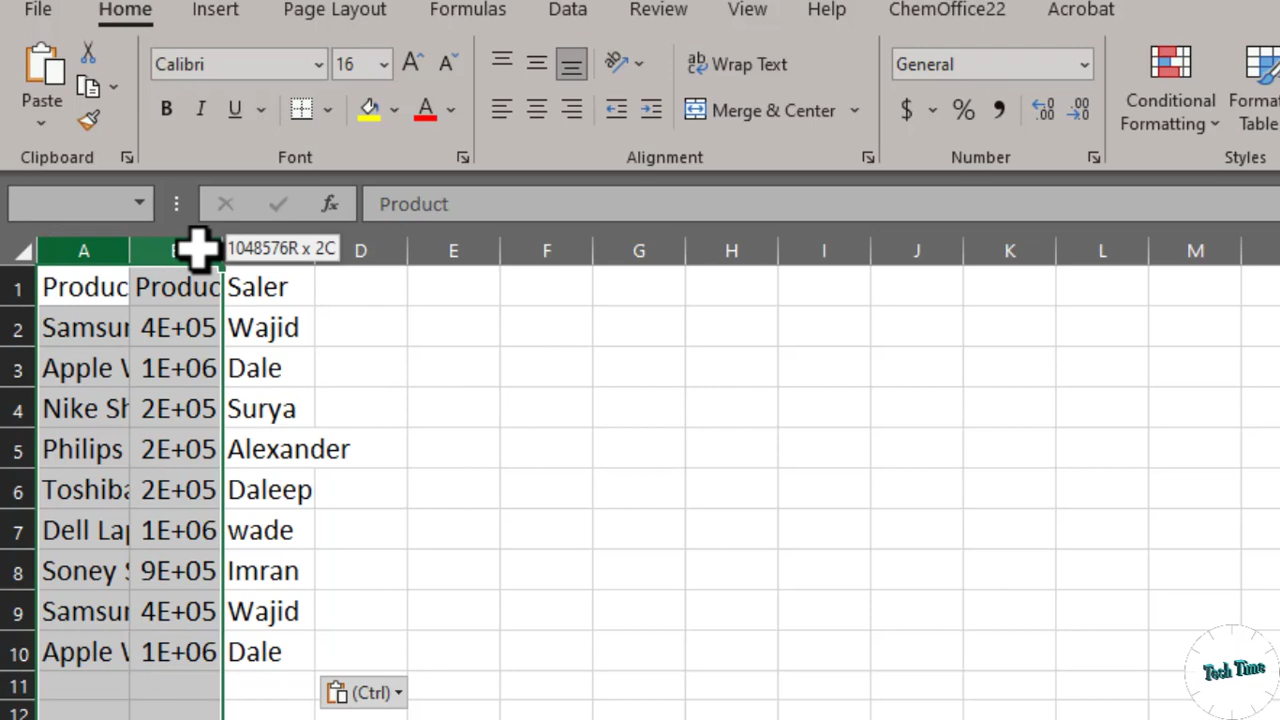 File Home Insert Page Layout Formulas Data Review View Help ChemOffice22 Acrobat
Calibri 16 A A Wrap Text General
Paste B I U A Merge & Center $ % Conditional Formatting Format Table
Clipboard Font Alignment Number Styles
fx Product
A 1048576R x 2C D E F G H I J K L M
1 Produc Produc Saler
2 Samsu 4E+05 Wajid
3 Apple 1E+06 Dale
4 Nike Sh 2E+05 Surya
5 Philips 2E+05 Alexander
6 Toshiba 2E+05 Daleep
7 Dell Lap 1E+06 wade
8 Soney 9E+05 Imran
9 Samsu 4E+05 Wajid
10 Apple 1E+06 Dale
11 (Ctrl)
12
Tech Time